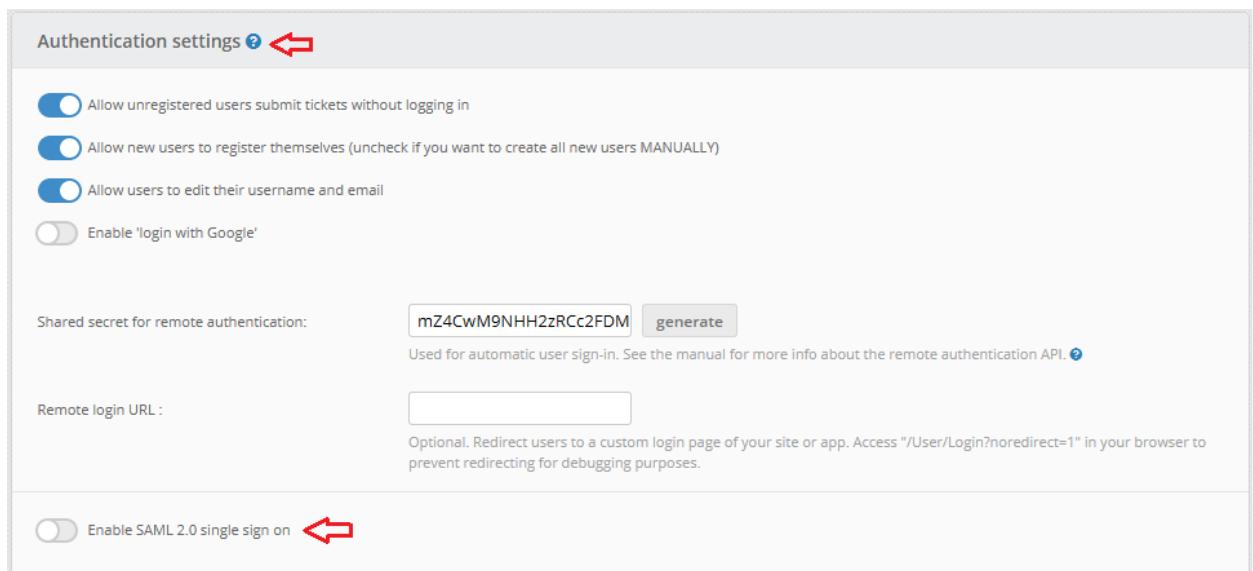 Authentication settings
Allow unregistered users submit tickets without logging in
Allow new users to register themselves (uncheck if you want to create all new users MANUALLY)
Allow users to edit their username and email
Enable 'login with Google'
Shared secret for remote authentication: mZ4CwM9NHH2zRCc2FDM generate
Used for automatic user sign-in. See the manual for more info about the remote authentication API.
Remote login URL :
Optional. Redirect users to a custom login page of your site or app. Access "/User/Login?noredirect=1" in your browser to
prevent redirecting for debugging purposes.
Enable SAML 2.0 single sign on